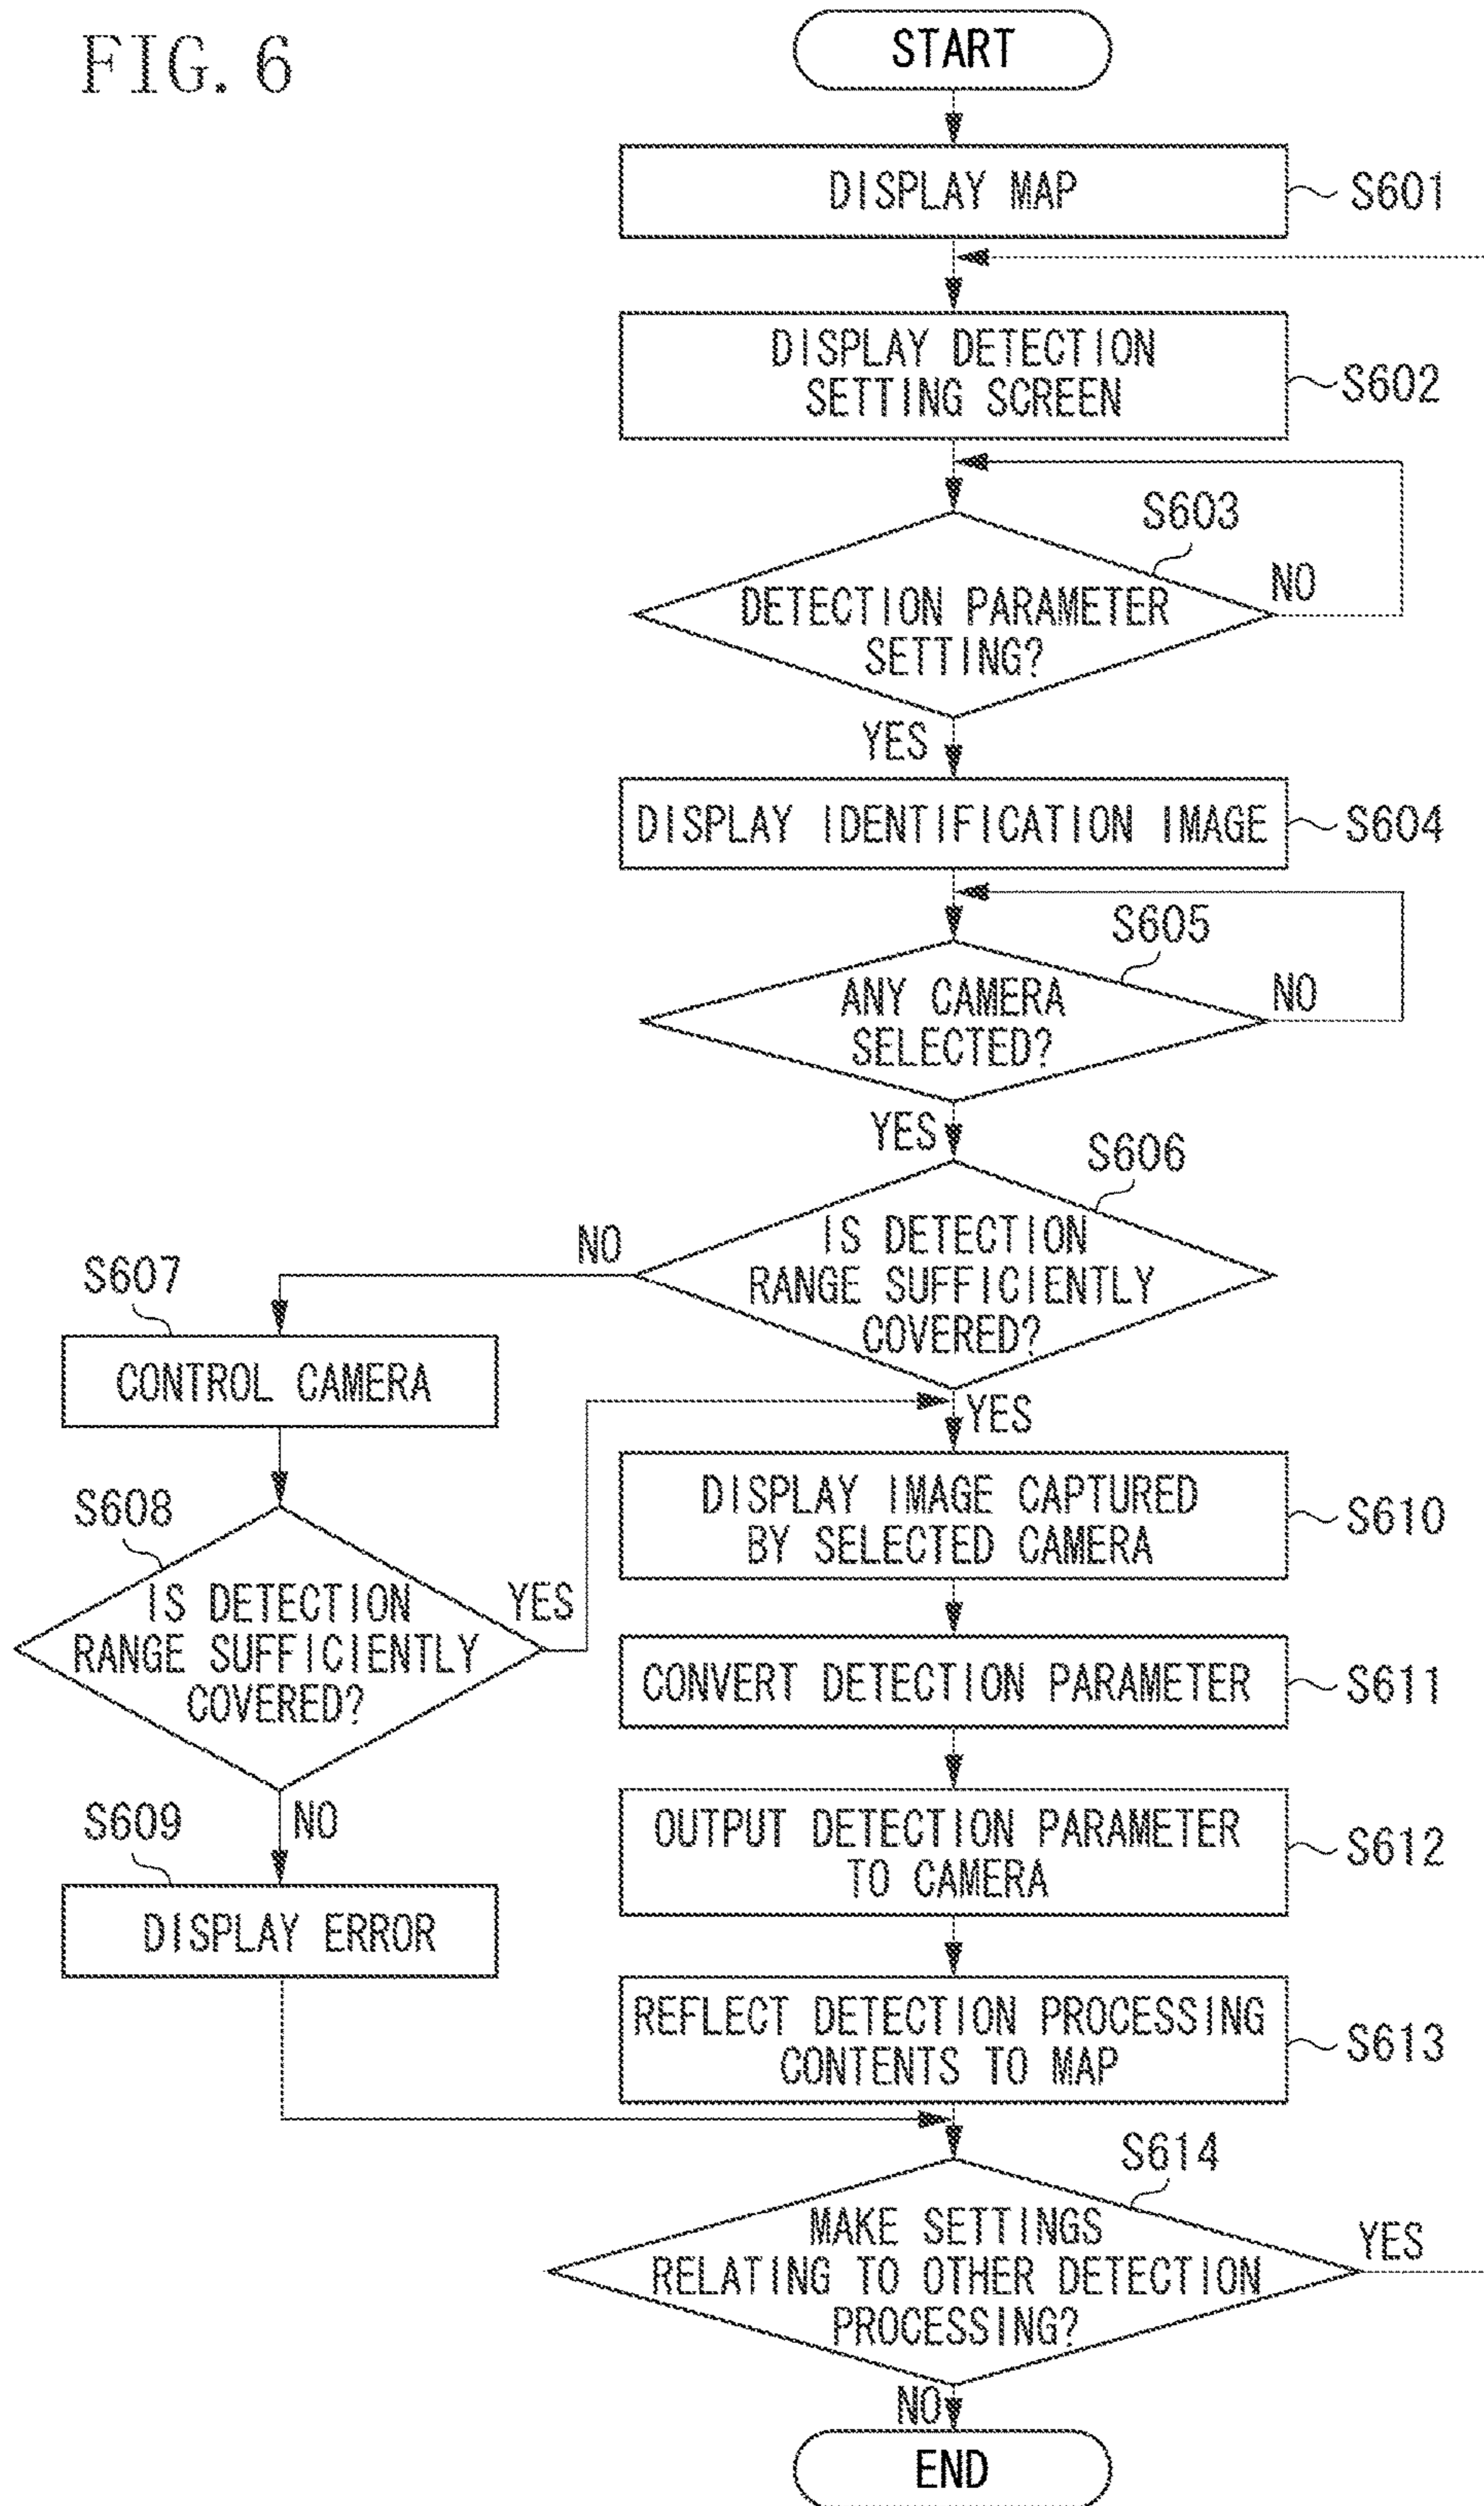 FIG. 6
START
DISPLAY MAP
S601
DISPLAY DETECTION
SETTING SCREEN
S602
S603
DETECTION PARAMETER
SETTING?
NO
YES
DISPLAY IDENTIFICATION IMAGE
S604
S605
ANY CAMERA
SELECTED?
NO
YES
S606
IS DETECTION
RANGE SUFFICIENTLY
COVERED?
NO
YES
S607
CONTROL CAMERA
S608
IS DETECTION
RANGE SUFFICIENTLY
COVERED?
YES
NO
S609
DISPLAY ERROR
DISPLAY IMAGE CAPTURED
BY SELECTED CAMERA
S610
CONVERT DETECTION PARAMETER
S611
OUTPUT DETECTION PARAMETER
TO CAMERA
S612
REFLECT DETECTION PROCESSING
CONTENTS TO MAP
S613
S614
MAKE SETTINGS
RELATING TO OTHER DETECTION
PROCESSING?
YES
NO
END